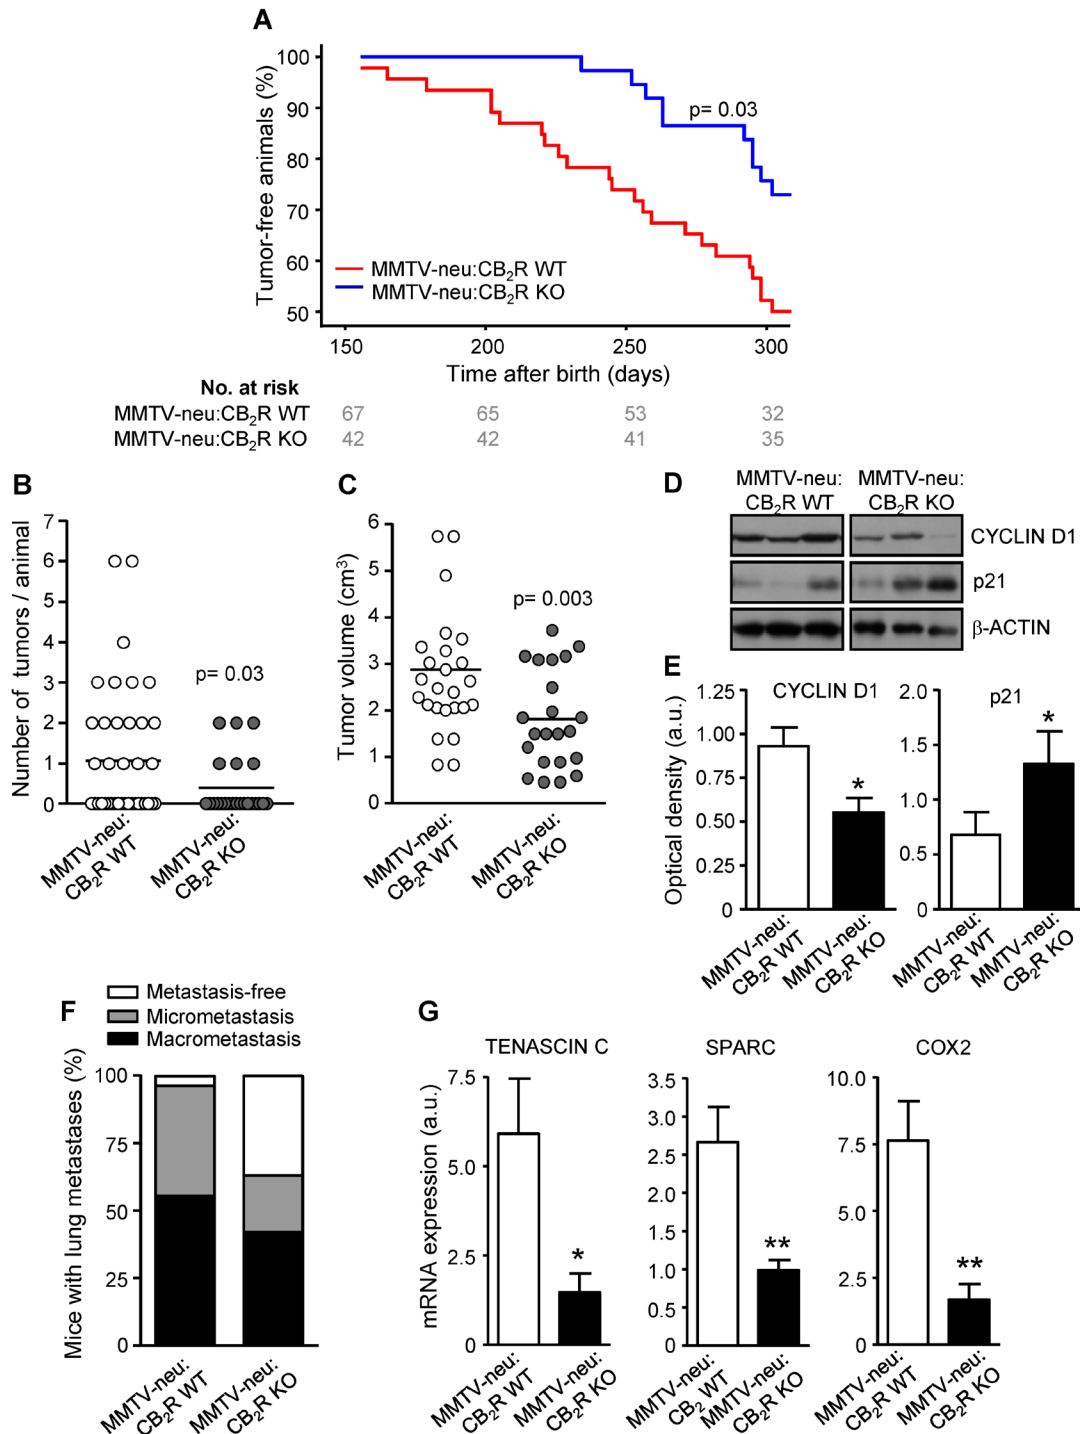 A
100
90
80
70
60
50
Tumor-free animals (%)
p= 0.03
MMTV-neu:CB₂R WT
MMTV-neu:CB₂R KO
150 200 250 300
Time after birth (days)
No. at risk
MMTV-neu:CB₂R WT 67 65 53 32
MMTV-neu:CB₂R KO 42 42 41 35
B
7
6
5
4
3
2
1
0
Number of tumors / animal
p= 0.03
MMTV-neu:
CB₂R WT
MMTV-neu:
CB₂R KO
C
6
5
4
3
2
1
0
Tumor volume (cm³)
p= 0.003
MMTV-neu:
CB₂R WT
MMTV-neu:
CB₂R KO
D
MMTV-neu:
CB₂R WT
MMTV-neu:
CB₂R KO
CYCLIN D1
p21
β-ACTIN
E
Optical density (a.u.)
CYCLIN D1
1.25
1.00
0.75
0.50
0.25
0
*
MMTV-neu:
CB₂R WT
MMTV-neu:
CB₂R KO
p21
2.0
1.5
1.0
0.5
0
*
MMTV-neu:
CB₂R WT
MMTV-neu:
CB₂R KO
F
Metastasis-free
Micrometastasis
Macrometastasis
Mice with lung metastases (%)
100
75
50
25
0
MMTV-neu:
CB₂R WT
MMTV-neu:
CB₂R KO
G
mRNA expression (a.u.)
TENASCIN C
7.5
5.0
2.5
0
*
MMTV-neu:
CB₂R WT
MMTV-neu:
CB₂R KO
SPARC
3.5
3.0
2.5
2.0
1.5
1.0
0.5
0
**
MMTV-neu:
CB₂ WT
MMTV-neu:
CB₂R KO
COX2
10.0
7.5
5.0
2.5
0
**
MMTV-neu:
CB₂R WT
MMTV-neu:
CB₂R KO